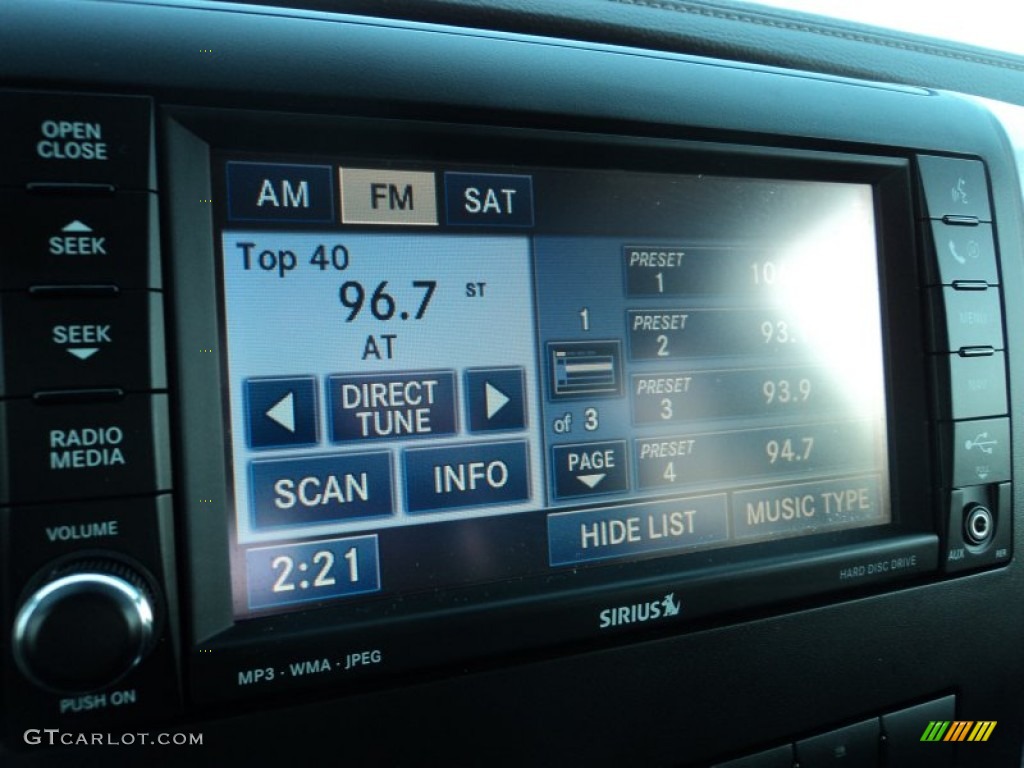 OPEN
CLOSE
SEEK
SEEK
RADIO
MEDIA
VOLUME
PUSH ON
AM FM SAT
Top 40
96.7 ST
AT
DIRECT
TUNE
SCAN INFO
2:21
1
of 3
PAGE
PRESET
1
PRESET
2
PRESET
3 93.9
PRESET
4 94.7
HIDE LIST MUSIC TYPE
MENU
AUX
HARD DISC DRIVE
SIRIUS
MP3 · WMA · JPEG
GTCARLOT.COM